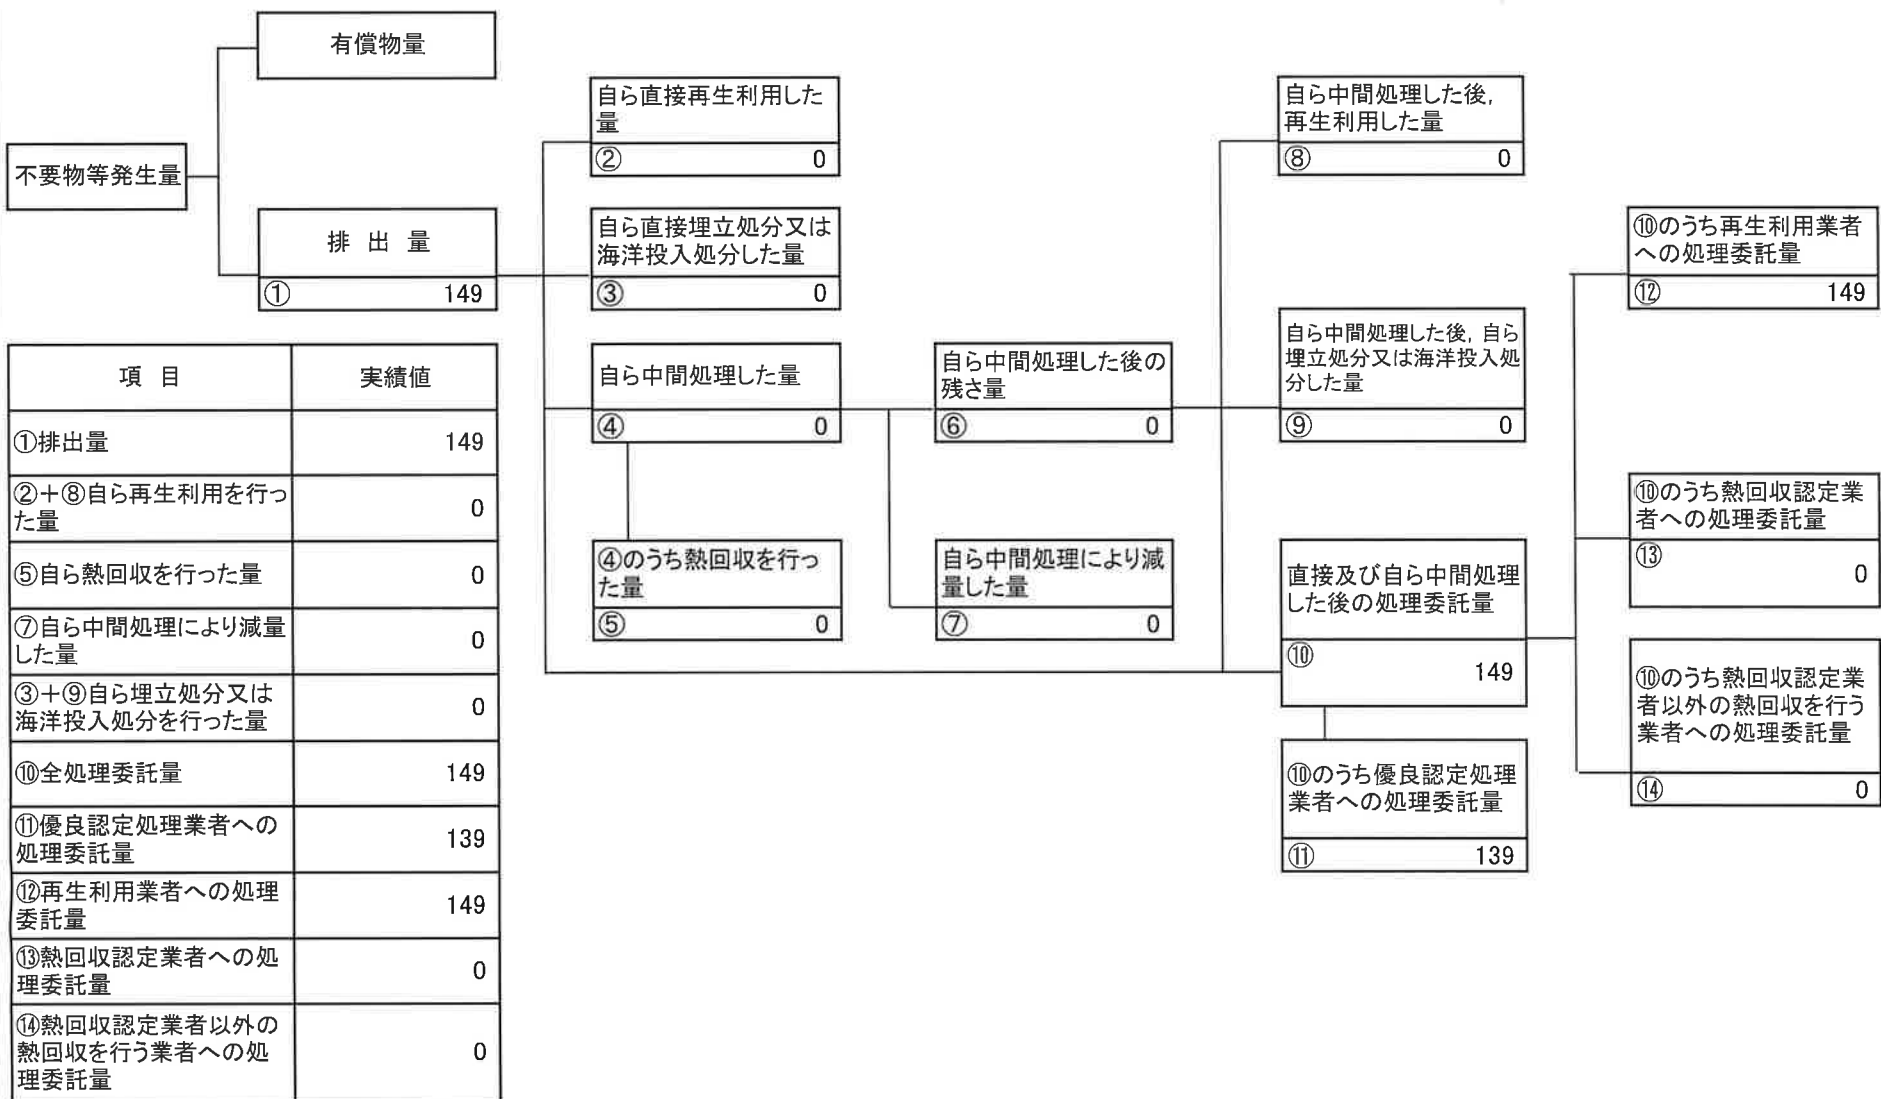 有償物量
不要物等発生量
排 出 量
① 149
自ら直接再生利用した
量
② 0
自ら直接埋立処分又は
海洋投入処分した量
③ 0
自ら中間処理した量
④ 0
④のうち熱回収を行っ
た量
⑤ 0
自ら中間処理した後の
残さ量
⑥ 0
自ら中間処理により減
量した量
⑦ 0
自ら中間処理した後,
再生利用した量
⑧ 0
自ら中間処理した後, 自ら
埋立処分又は海洋投入処
分した量
⑨ 0
直接及び自ら中間処理
した後の処理委託量
⑩ 149
⑩のうち優良認定処理
業者への処理委託量
⑪ 139
⑩のうち再生利用業者
への処理委託量
⑫ 149
⑩のうち熱回収認定業
者への処理委託量
⑬ 0
⑩のうち熱回収認定業
者以外の熱回収を行う
業者への処理委託量
⑭ 0
項 目 実績値
①排出量 149
②+⑧自ら再生利用を行っ
た量 0
⑤自ら熱回収を行った量 0
⑦自ら中間処理により減量
した量 0
③+⑨自ら埋立処分又は
海洋投入処分を行った量 0
⑩全処理委託量 149
⑪優良認定処理業者への
処理委託量 139
⑫再生利用業者への処理
委託量 149
⑬熱回収認定業者への処
理委託量 0
⑭熱回収認定業者以外の
熱回収を行う業者への処
理委託量 0